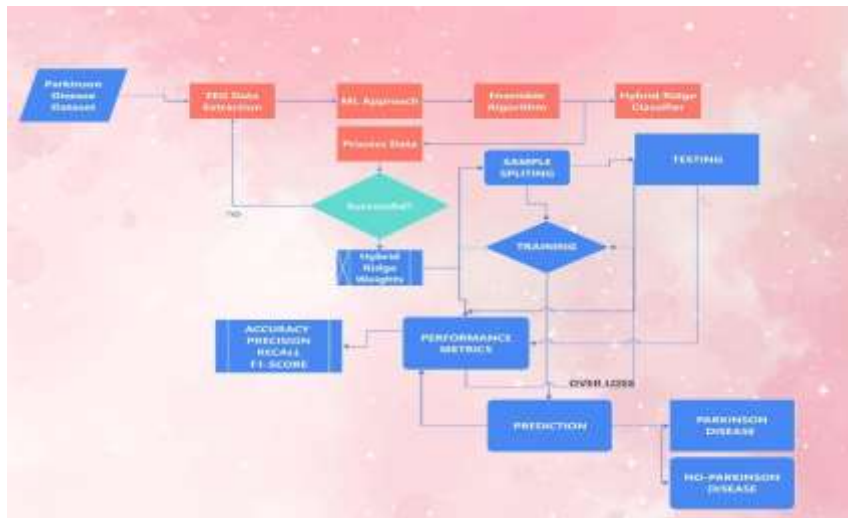 Parkinson
Disease
Dataset
EEG Data
Extraction
ML Approach
Ensemble
Algorithm
Hybrid Ridge
Classifier
Process Data
SAMPLE
SPLITING
TESTING
Successful?
no
TRAINING
Hybrid
Ridge
Weights
ACCURACY
PRECISION
RECALL
F1-SCORE
PERFORMANCE
METRICS
OVER LOSS
PREDICTION
PARKINSON
DISEASE
NO-PARKINSON
DISEASE